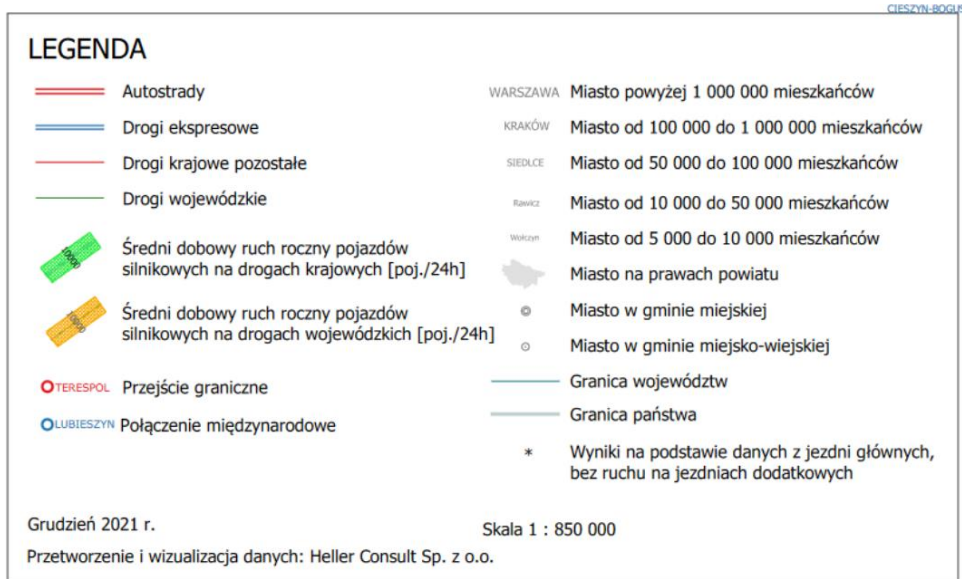 CIESZYN-BOGUS
LEGENDA
Autostrady
Drogi ekspresowe
Drogi krajowe pozostałe
Drogi wojewódzkie
10000
Średni dobowy ruch roczny pojazdów
silnikowych na drogach krajowych [poj./24h]
10000
Średni dobowy ruch roczny pojazdów
silnikowych na drogach wojewódzkich [poj./24h]
TERESPOL Przejście graniczne
LUBIESZYN Połączenie międzynarodowe
WARSZAWA Miasto powyżej 1 000 000 mieszkańców
KRAKÓW Miasto od 100 000 do 1 000 000 mieszkańców
SIEDLCE Miasto od 50 000 do 100 000 mieszkańców
Rawicz Miasto od 10 000 do 50 000 mieszkańców
Wołczyn Miasto od 5 000 do 10 000 mieszkańców
Miasto na prawach powiatu
Miasto w gminie miejskiej
Miasto w gminie miejsko-wiejskiej
Granica województw
Granica państwa
* Wyniki na podstawie danych z jezdni głównych,
bez ruchu na jezdniach dodatkowych
Grudzień 2021 r.
Skala 1 : 850 000
Przetworzenie i wizualizacja danych: Heller Consult Sp. z o.o.